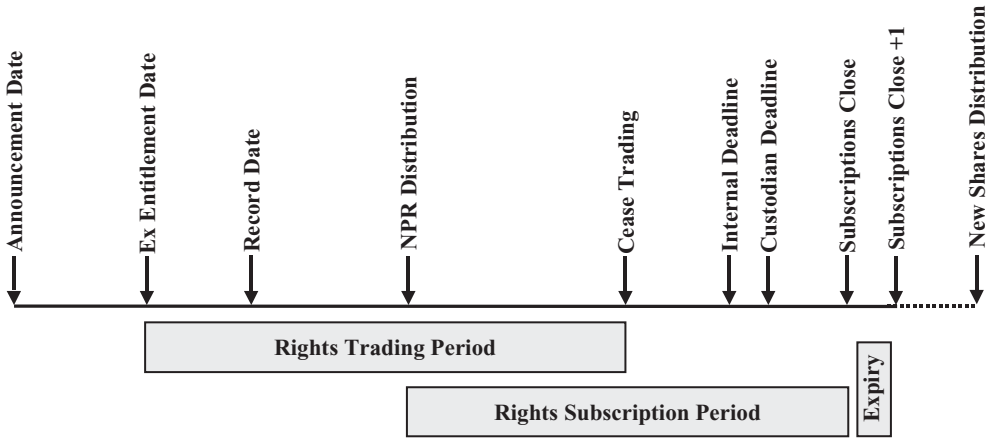 Announcement Date
Ex Entitlement Date
Record Date
NPR Distribution
Cease Trading
Internal Deadline
Custodian Deadline
Subscriptions Close
Subscriptions Close +1
New Shares Distribution
Rights Trading Period
Rights Subscription Period
Expiry